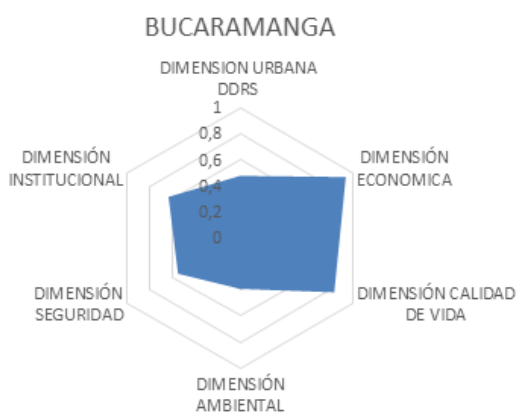 BUCARAMANGA
DIMENSION URBANA
DDRS
1
0,8
0,6
0,4
0,2
0
DIMENSIÓN
ECONOMICA
DIMENSIÓN CALIDAD
DE VIDA
DIMENSIÓN
AMBIENTAL
DIMENSIÓN
SEGURIDAD
DIMENSIÓN
INSTITUCIONAL